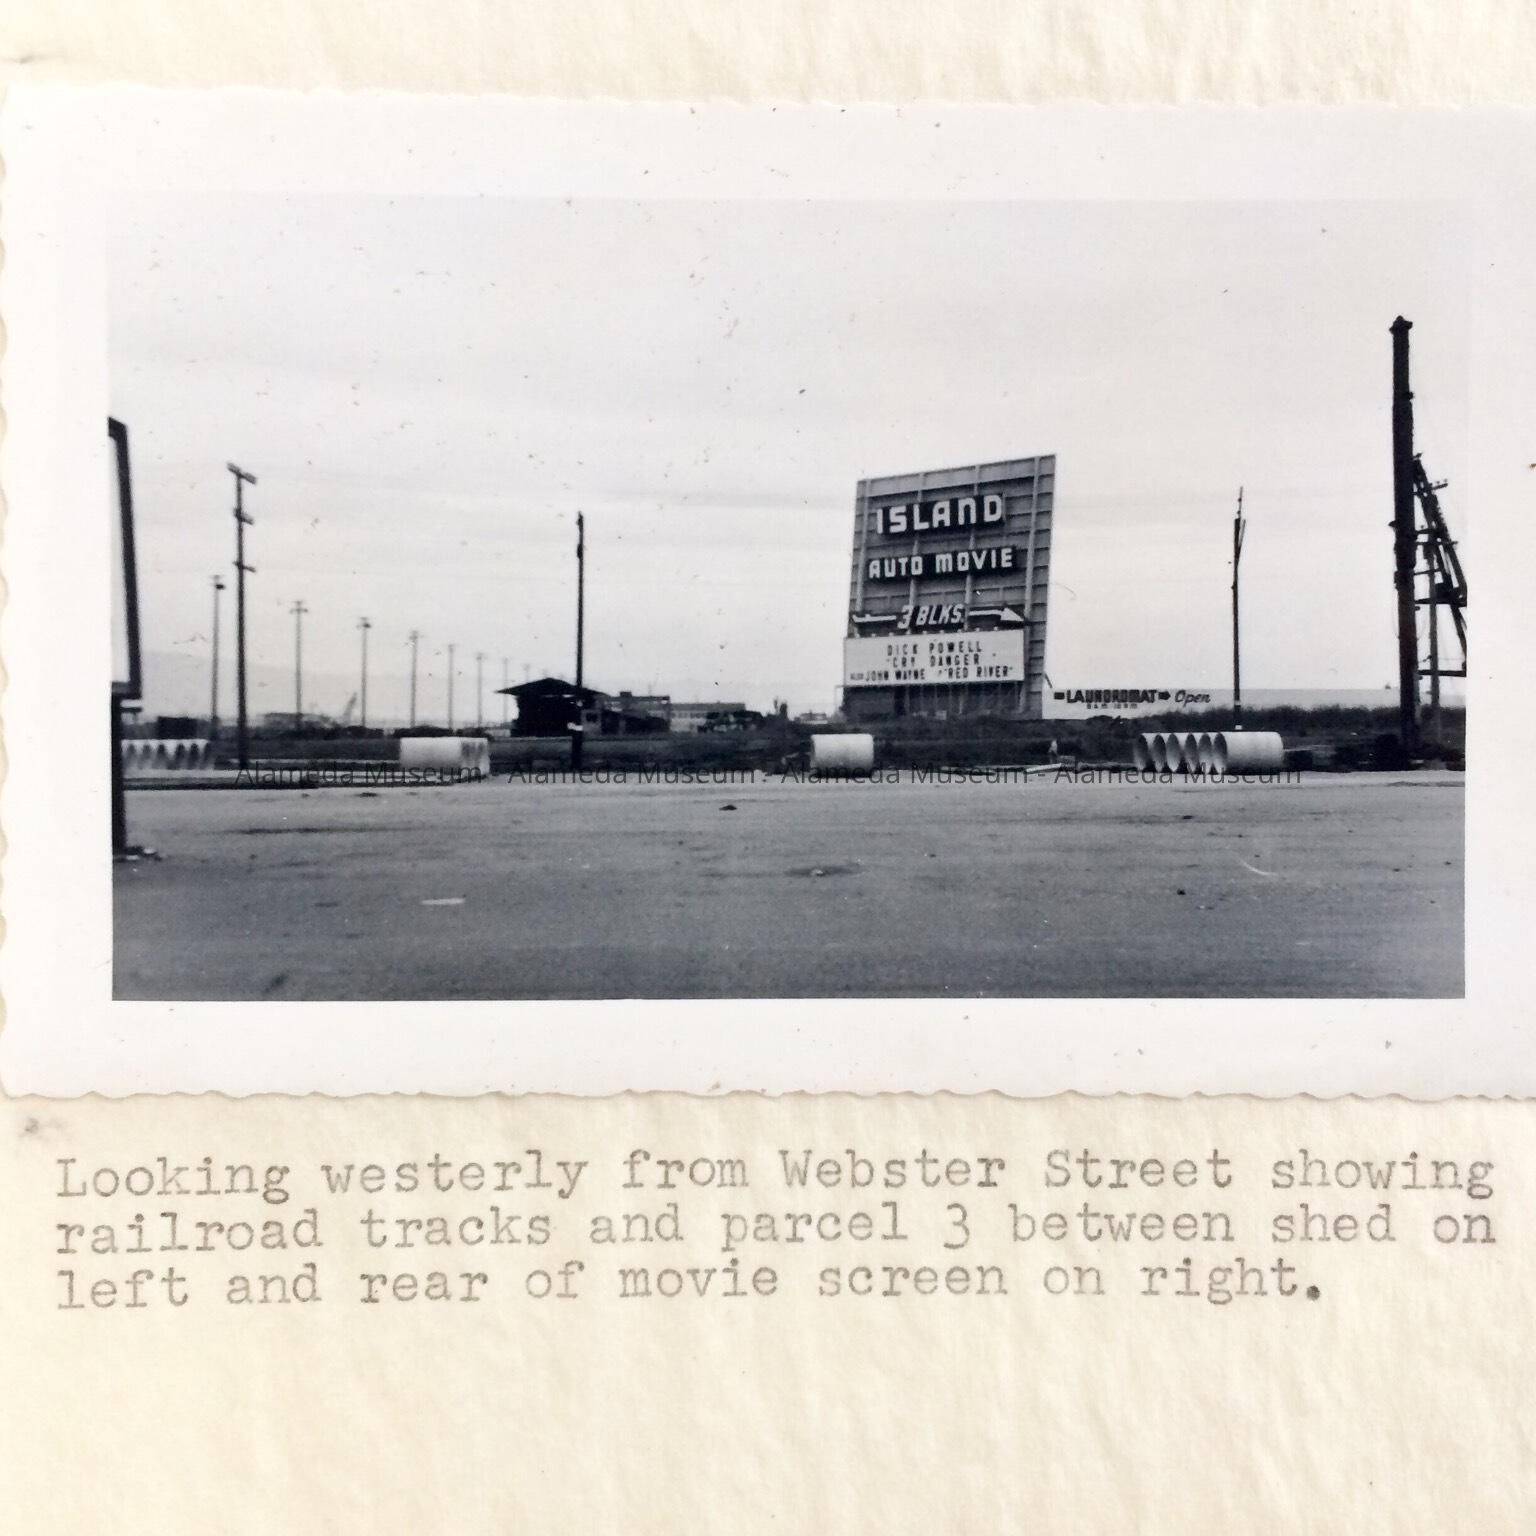 ISLAND
AUTO MOVIE
3 BLKS.
DICK POWELL
"CRY DANGER"
ALSO JOHN WAYNE "RED RIVER"
LAUNDROMAT Open
Alameda Museum - Alameda Museum - Alameda Museum - Alameda Museum
Looking westerly from Webster Street showing
railroad tracks and parcel 3 between shed on
left and rear of movie screen on right.